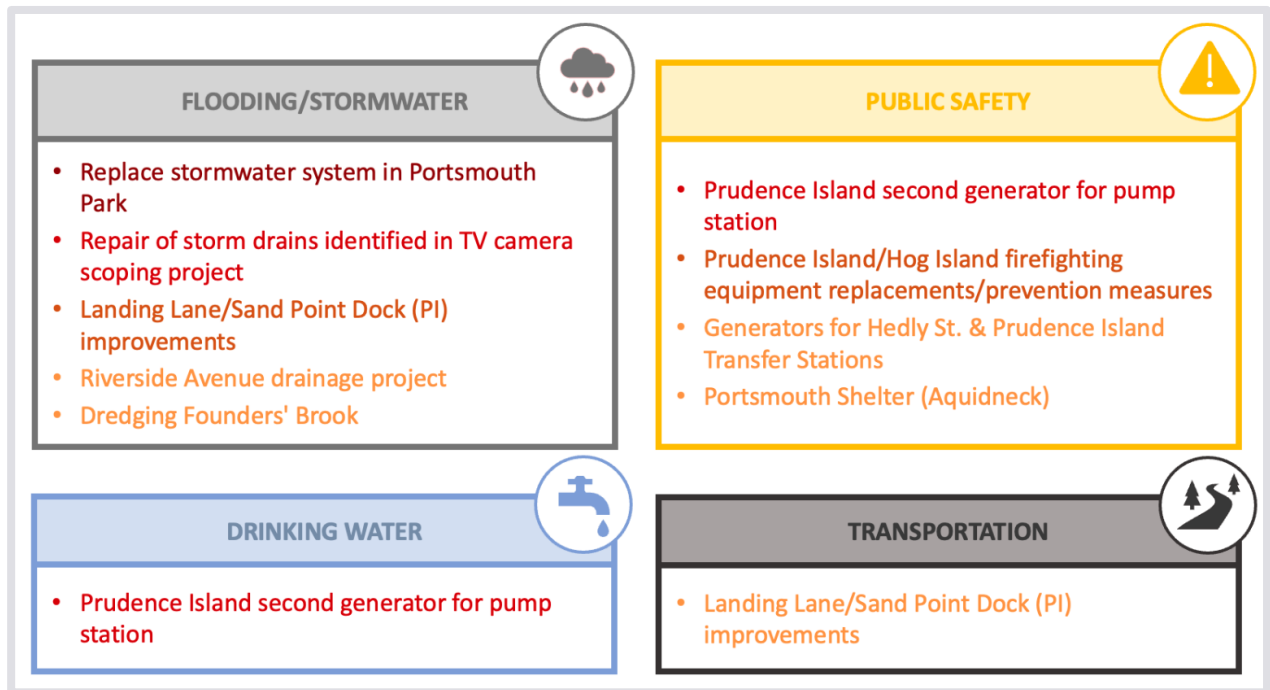 FLOODING/STORMWATER
• Replace stormwater system in Portsmouth
Park
• Repair of storm drains identified in TV camera
scoping project
• Landing Lane/Sand Point Dock (PI)
improvements
• Riverside Avenue drainage project
• Dredging Founders' Brook
PUBLIC SAFETY
• Prudence Island second generator for pump
station
• Prudence Island/Hog Island firefighting
equipment replacements/prevention measures
• Generators for Hedly St. & Prudence Island
Transfer Stations
• Portsmouth Shelter (Aquidneck)
DRINKING WATER
• Prudence Island second generator for pump
station
TRANSPORTATION
• Landing Lane/Sand Point Dock (PI)
improvements